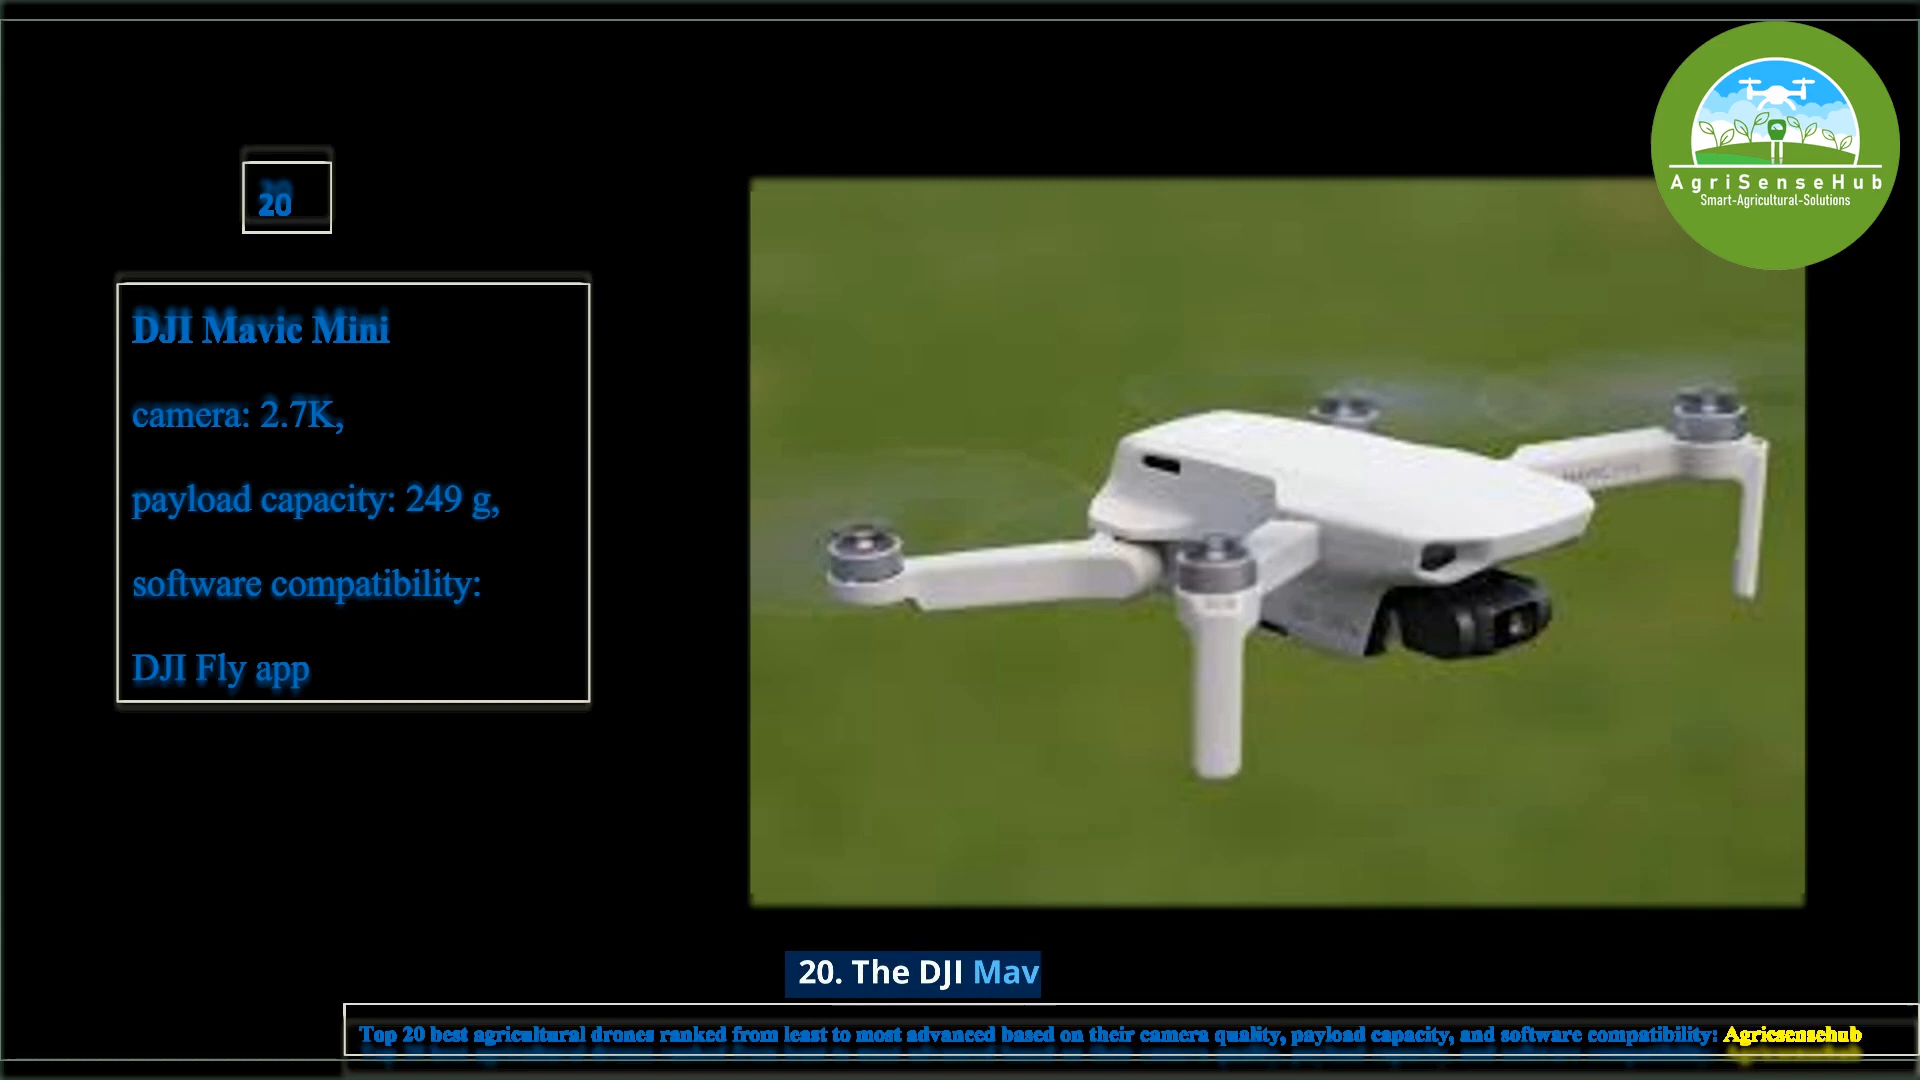 AgriSenseHub
Smart-Agricultural-Solutions
20
DJI Mavic Mini
camera: 2.7K,
payload capacity: 249 g,
software compatibility:
DJI Fly app
20. The DJI Mav
Top 20 best agricultural drones ranked from least to most advanced based on their camera quality, payload capacity, and software compatibility: Agricsensehub